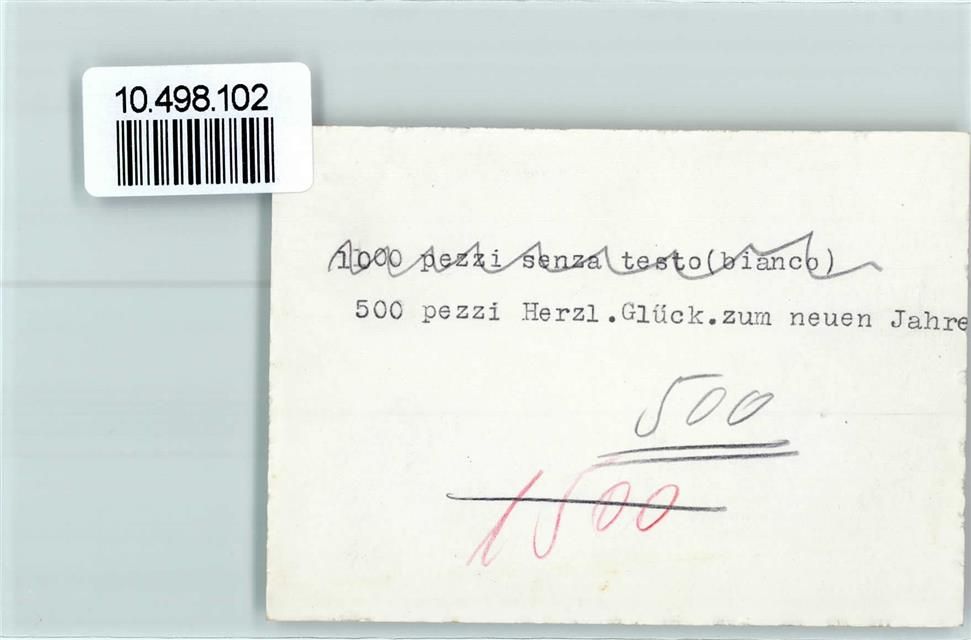 10.498.102
1000 pezzi senza testo(bianco)
500 pezzi Herzl.Glück.zum neuen Jahre
500
1500